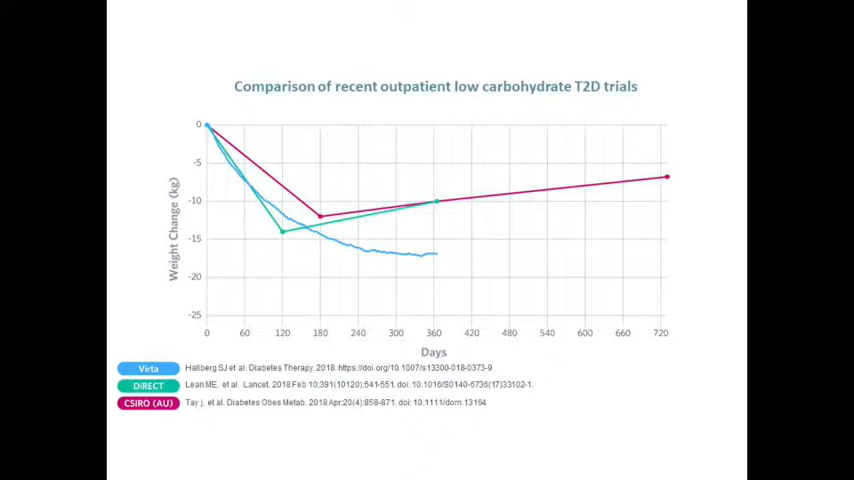 Comparison of recent outpatient low carbohydrate T2D trials
0
-5
-10
-15
-20
-25
Weight Change (kg)
0 60 120 180 240 300 360 420 480 540 600 660 720
Days
Virta Hallberg SJ et al. Diabetes Therapy, 2018. https://doi.org/10.1007/s13300-018-0373-9
DiRECT Lean ME, et al. Lancet. 2018 Feb 10;391(10120):541-551. doi: 10.1016/S0140-6736(17)33102-1.
CSIRO (AU) Tay j, et al. Diabetes Obes Metab. 2018 Apr;20(4):858-871. doi: 10.1111/dom.13164